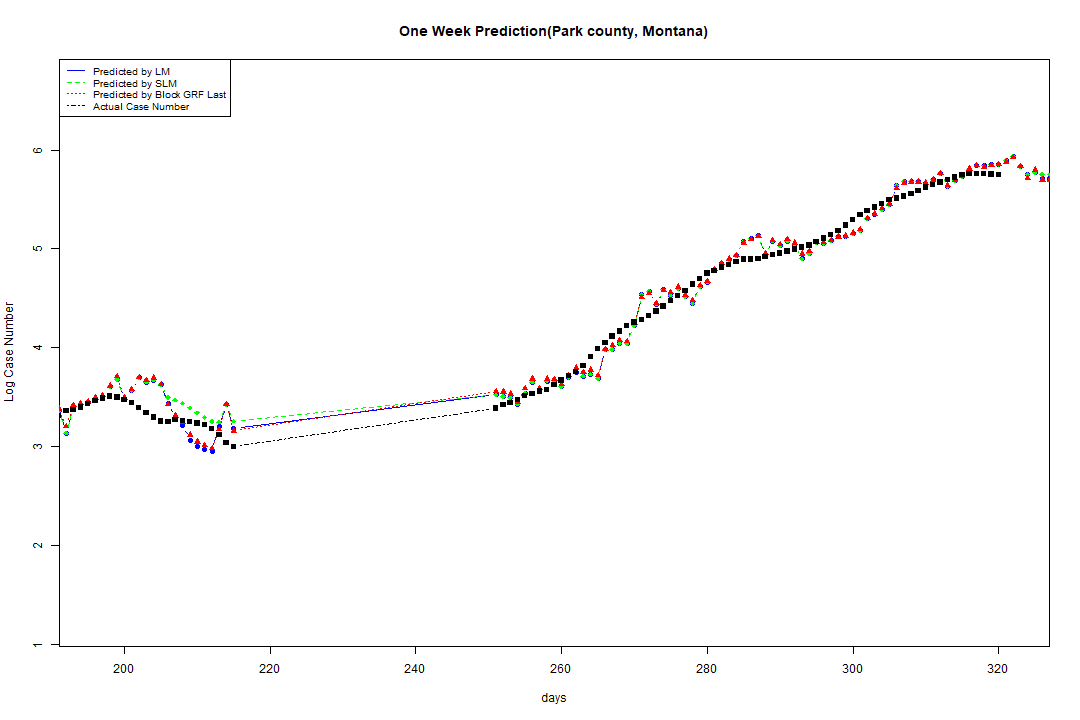 One Week Prediction(Park county, Montana)
Predicted by LM
Predicted by SLM
Predicted by Block GRF Last
Actual Case Number
6
5
4
3
2
1
Log Case Number
200 220 240 260 280 300 320
days